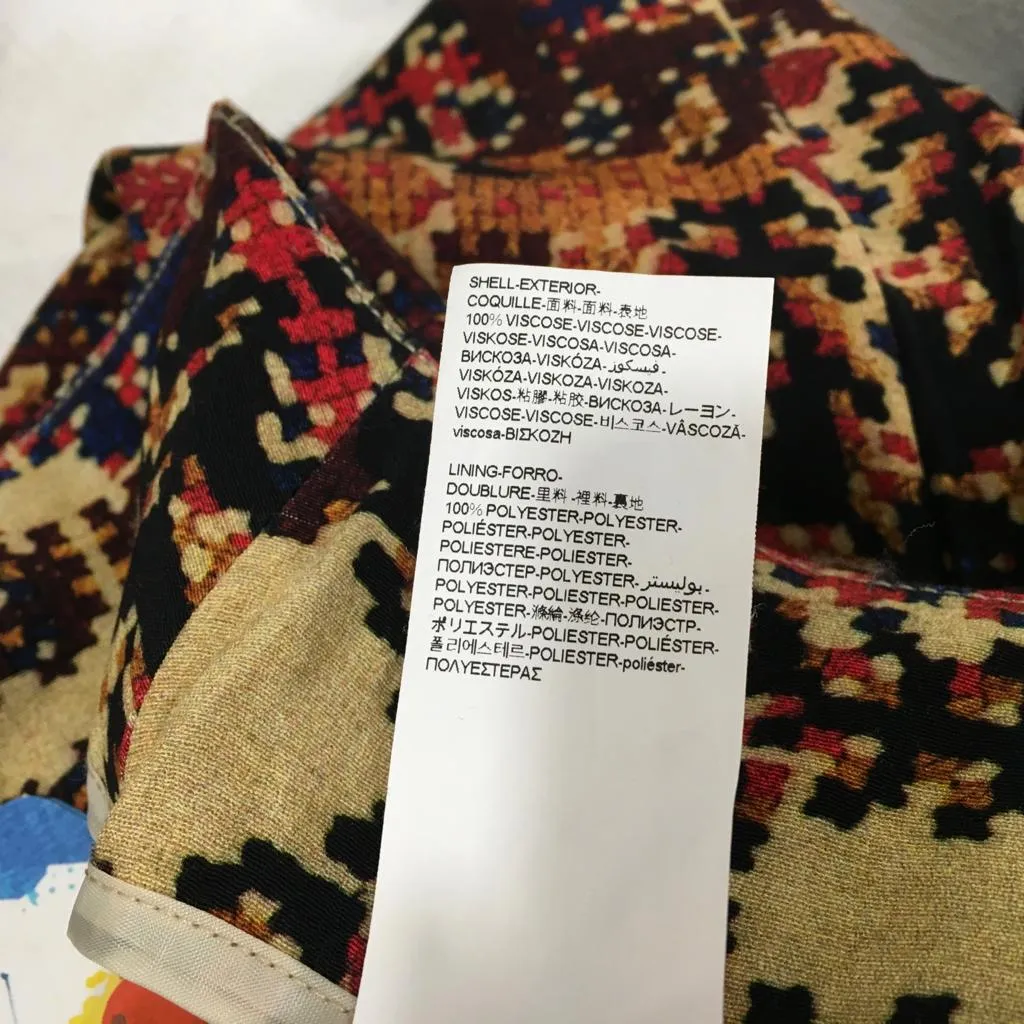 SHELL-EXTERIOR-
COQUILLE-面料-面料-表地
100% VISCOSE-VISCOSE-VISCOSE-
VISKOSE-VISCOSA-VISCOSA-
ВИСКОЗА-VISKÓZA-فيسكوز-
VISKÓZA-VISKOZA-VISKOZA-
VISKOS-粘膠-粘胶-ВИСКОЗА-レーヨン-
VISCOSE-VISCOSE-비스코스-VÂSCOZĂ-
viscosa-ΒΙΣΚΟΖΗ
LINING-FORRO-
DOUBLURE-里料-裡料-裏地
100% POLYESTER-POLYESTER-
POLIÉSTER-POLYESTER-
POLIESTERE-POLIESTER-
ПОЛИЭСТЕР-POLYESTER-بوليستر-
POLYESTER-POLIESTER-POLIESTER-
POLYESTER-滌綸-涤纶-ПОЛИЭСТР-
ポリエステル-POLIESTER-POLIÉSTER-
폴리에스테르-POLIESTER-poliéster-
ΠΟΛΥΕΣΤΕΡΑΣ